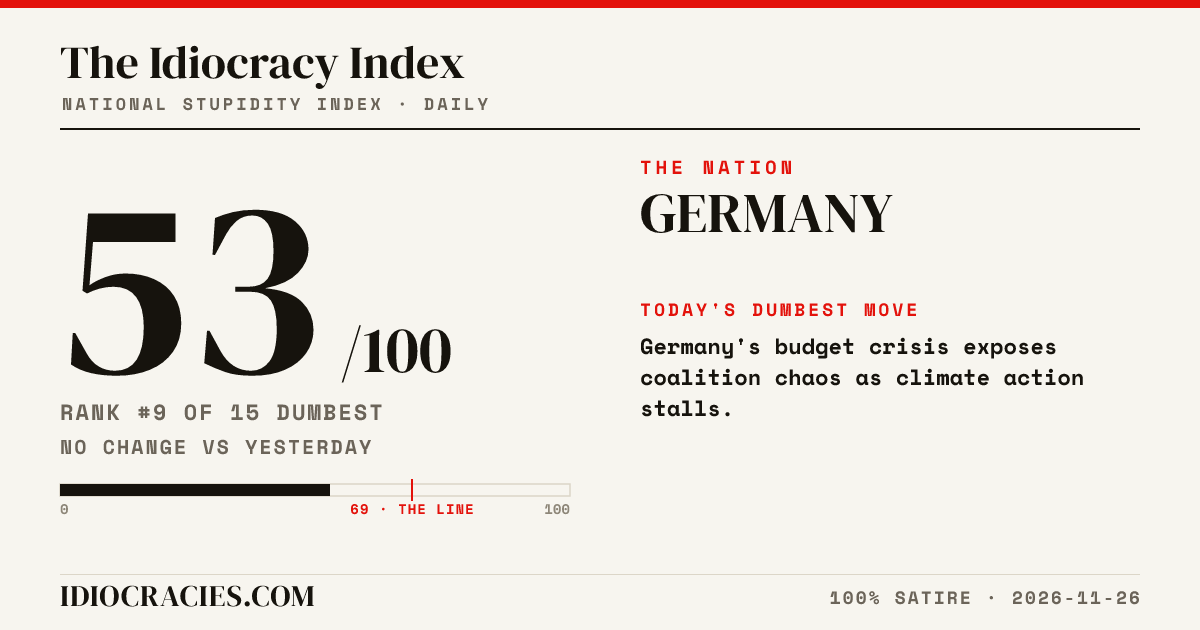 The Idiocracy Index
NATIONAL STUPIDITY INDEX · DAILY
53 /100
RANK #9 OF 15 DUMBEST
NO CHANGE VS YESTERDAY
0
69 · THE LINE
100
THE NATION
GERMANY
TODAY'S DUMBEST MOVE
Germany's budget crisis exposes
coalition chaos as climate action
stalls.
IDIOCRACIES.COM
100% SATIRE · 2026-11-26